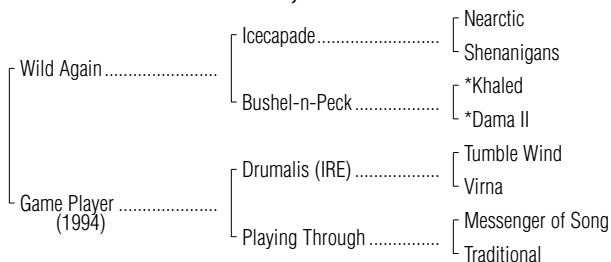 Nearctic
Icecapade
Shenanigans
Wild Again
*Khaled
Bushel-n-Peck
*Dama II
Tumble Wind
Drumalis (IRE)
Virna
Game Player
(1994)
Messenger of Song
Playing Through
Traditional